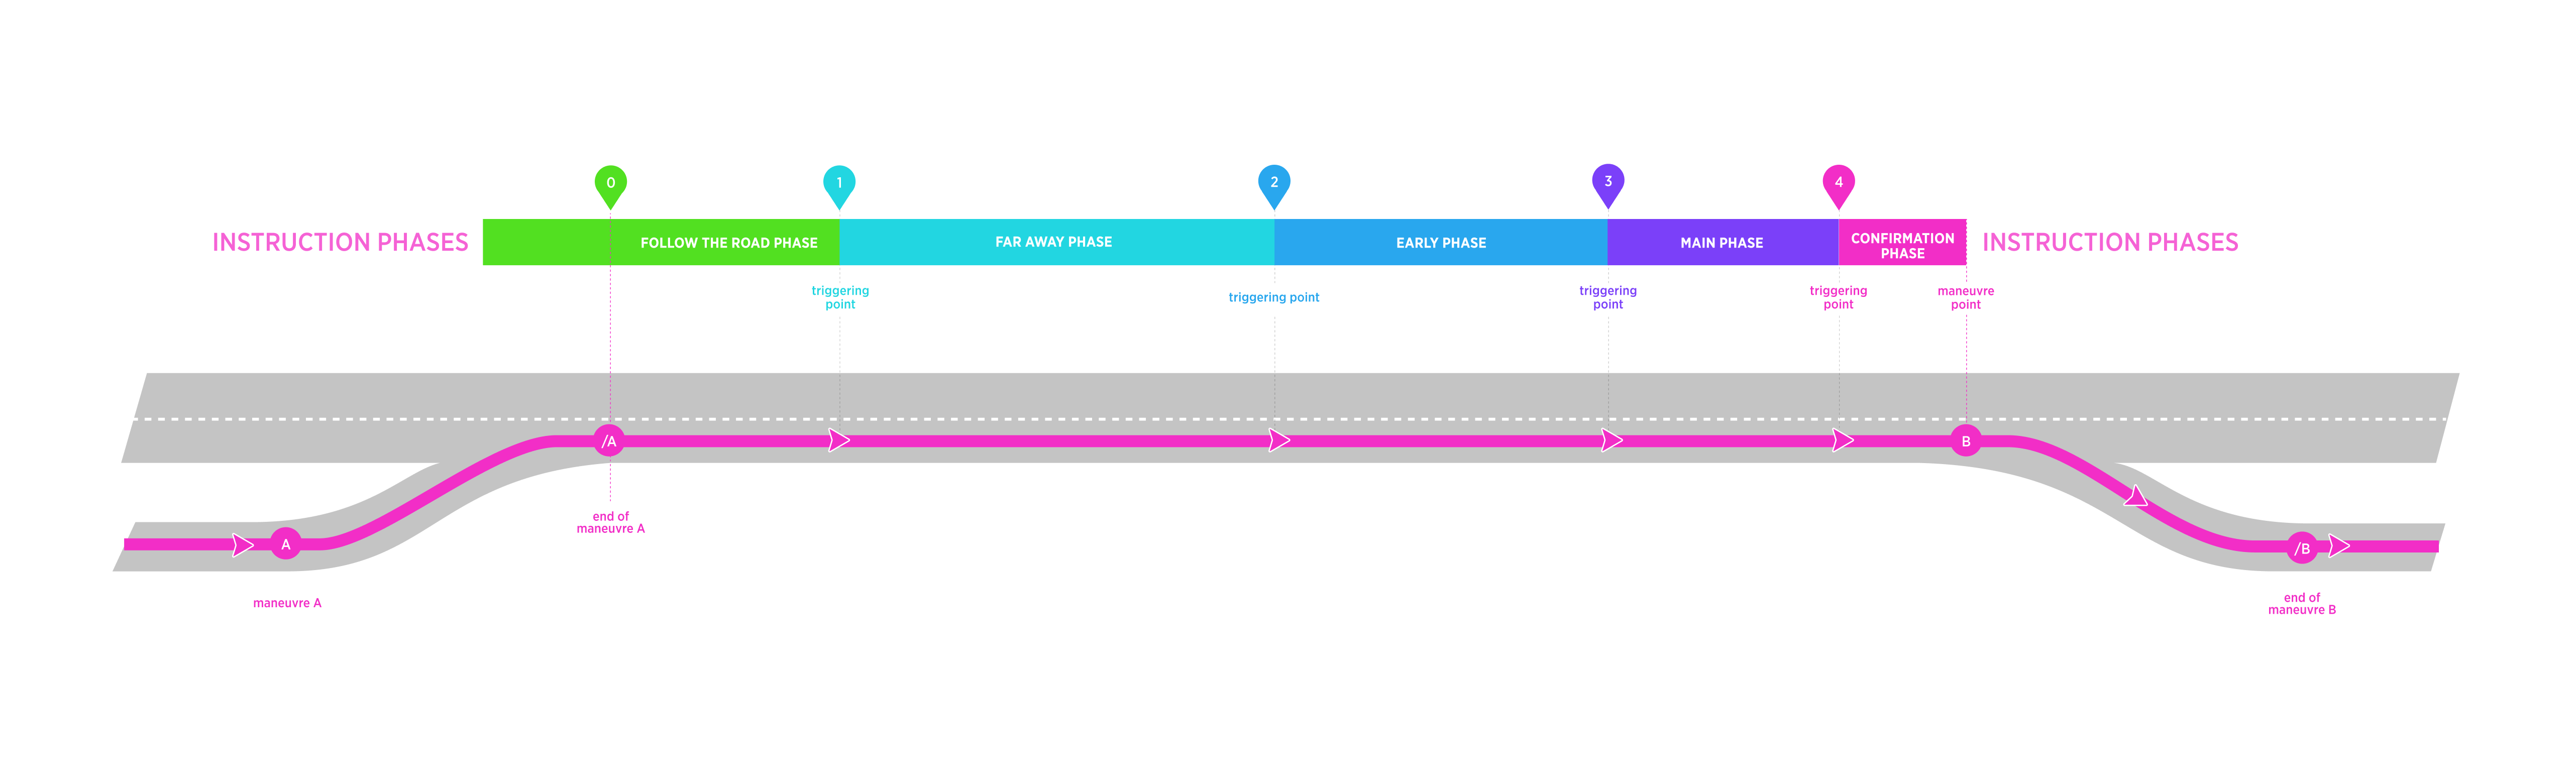 0
1
2
3
4
INSTRUCTION PHASES
FOLLOW THE ROAD PHASE
FAR AWAY PHASE
EARLY PHASE
MAIN PHASE
CONFIRMATION
PHASE
INSTRUCTION PHASES
triggering
point
triggering point
triggering
point
triggering
point
maneuvre
point
/A
B
A
/B
end of
maneuvre A
maneuvre A
end of
maneuvre B